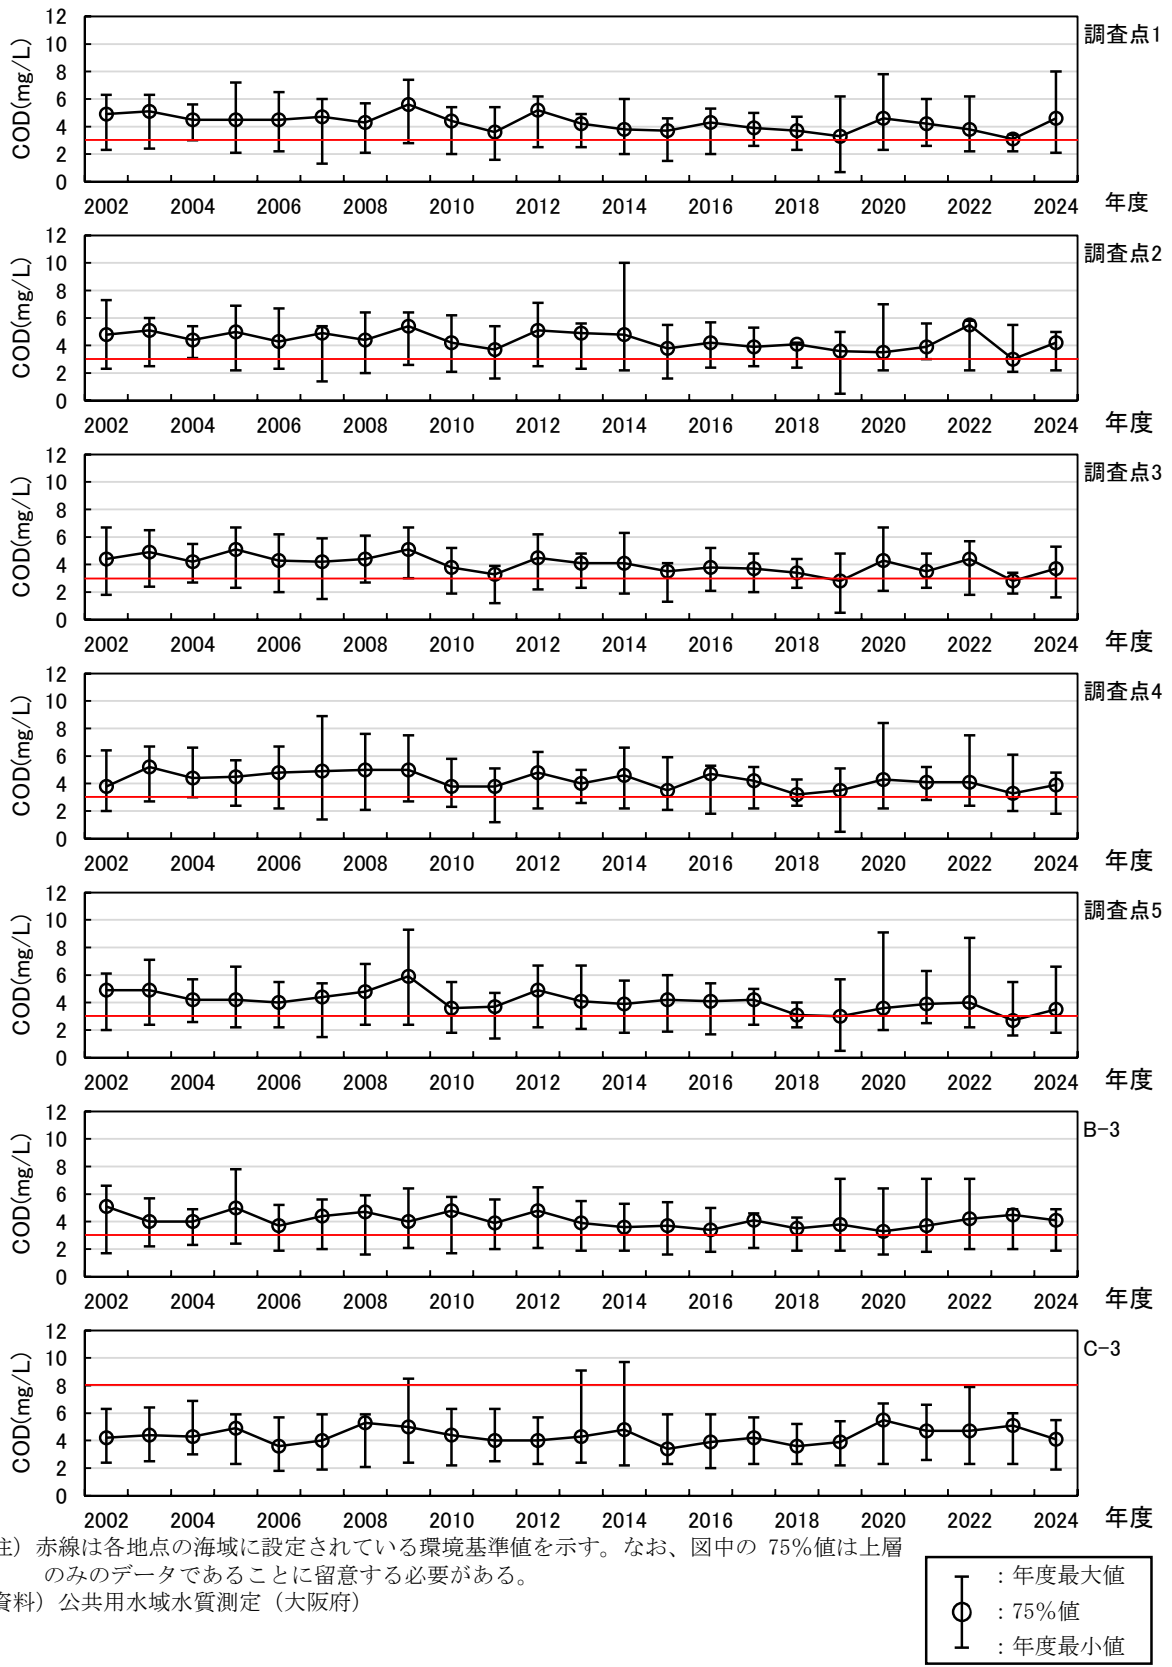 調査点1
COD(mg/L)
12
10
8
6
4
2
0
2002 2004 2006 2008 2010 2012 2014 2016 2018 2020 2022 2024 年度
調査点2
COD(mg/L)
12
10
8
6
4
2
0
2002 2004 2006 2008 2010 2012 2014 2016 2018 2020 2022 2024 年度
調査点3
COD(mg/L)
12
10
8
6
4
2
0
2002 2004 2006 2008 2010 2012 2014 2016 2018 2020 2022 2024 年度
調査点4
COD(mg/L)
12
10
8
6
4
2
0
2002 2004 2006 2008 2010 2012 2014 2016 2018 2020 2022 2024 年度
調査点5
COD(mg/L)
12
10
8
6
4
2
0
2002 2004 2006 2008 2010 2012 2014 2016 2018 2020 2022 2024 年度
B-3
COD(mg/L)
12
10
8
6
4
2
0
2002 2004 2006 2008 2010 2012 2014 2016 2018 2020 2022 2024 年度
C-3
COD(mg/L)
12
10
8
6
4
2
0
2002 2004 2006 2008 2010 2012 2014 2016 2018 2020 2022 2024 年度
注）赤線は各地点の海域に設定されている環境基準値を示す。なお、図中の 75%値は上層
のみのデータであることに留意する必要がある。
資料）公共用水域水質測定（大阪府）
：年度最大値
：75%値
：年度最小値